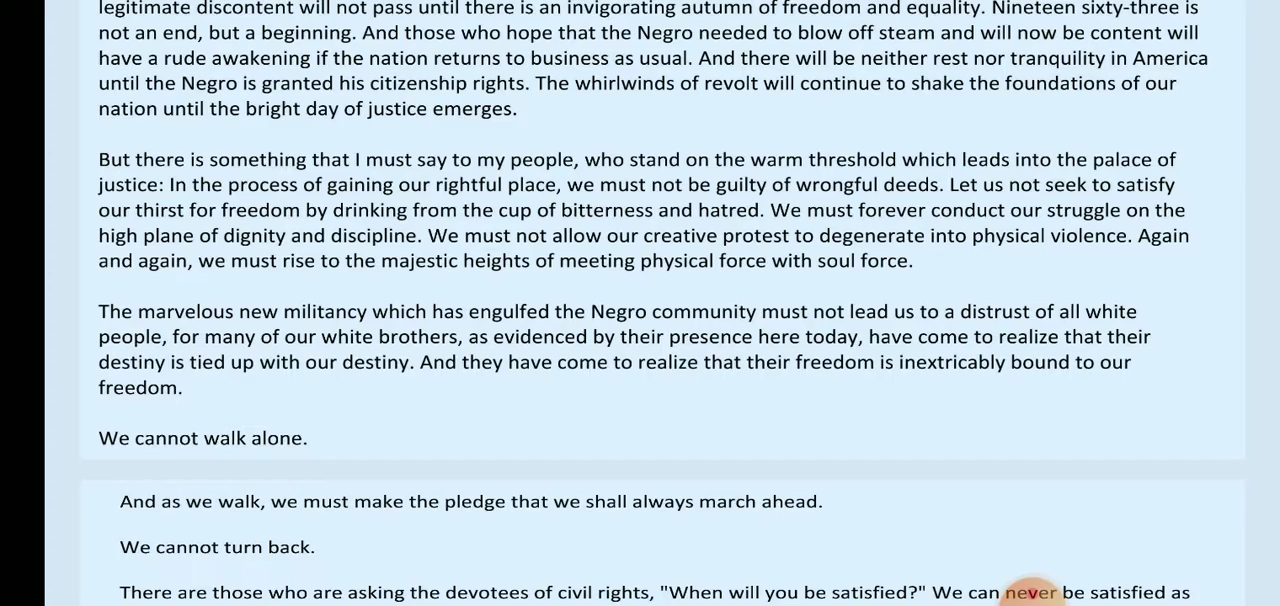 legitimate discontent will not pass until there is an invigorating autumn of freedom and equality. Nineteen sixty-three is
not an end, but a beginning. And those who hope that the Negro needed to blow off steam and will now be content will
have a rude awakening if the nation returns to business as usual. And there will be neither rest nor tranquility in America
until the Negro is granted his citizenship rights. The whirlwinds of revolt will continue to shake the foundations of our
nation until the bright day of justice emerges.
But there is something that I must say to my people, who stand on the warm threshold which leads into the palace of
justice: In the process of gaining our rightful place, we must not be guilty of wrongful deeds. Let us not seek to satisfy
our thirst for freedom by drinking from the cup of bitterness and hatred. We must forever conduct our struggle on the
high plane of dignity and discipline. We must not allow our creative protest to degenerate into physical violence. Again
and again, we must rise to the majestic heights of meeting physical force with soul force.
The marvelous new militancy which has engulfed the Negro community must not lead us to a distrust of all white
people, for many of our white brothers, as evidenced by their presence here today, have come to realize that their
destiny is tied up with our destiny. And they have come to realize that their freedom is inextricably bound to our
freedom.
We cannot walk alone.
And as we walk, we must make the pledge that we shall always march ahead.
We cannot turn back.
There are those who are asking the devotees of civil rights, "When will you be satisfied?" We can never be satisfied as